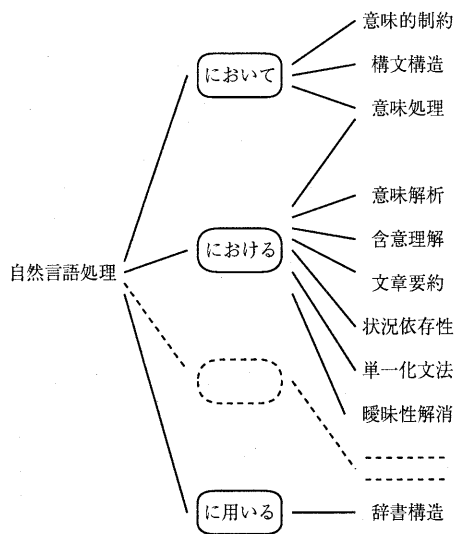 意味的制約
において
構文構造
意味処理
意味解析
における
含意理解
自然言語処理
文章要約
状況依存性
単一化文法
曖昧性解消
に用いる
辞書構造